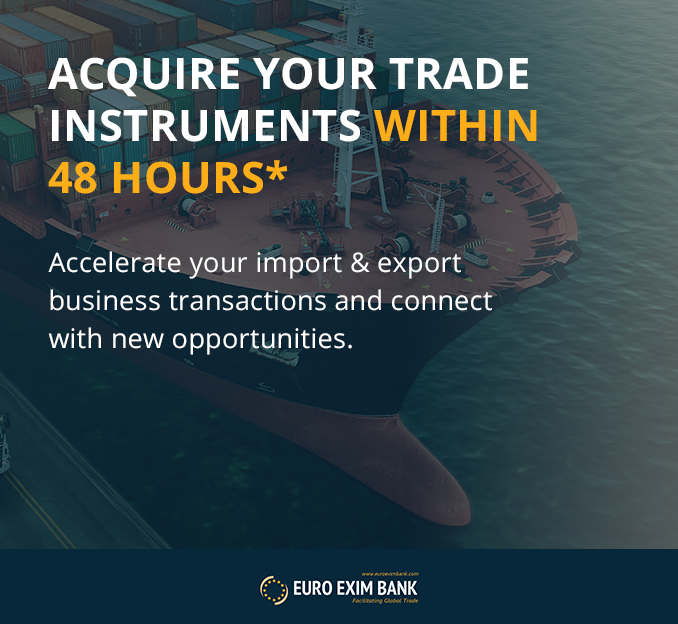 ACQUIRE YOUR TRADE
INSTRUMENTS WITHIN
48 HOURS*
Accelerate your import & export
business transactions and connect
with new opportunities.
www.euroeximbank.com
EURO EXIM BANK
Facilitating Global Trade